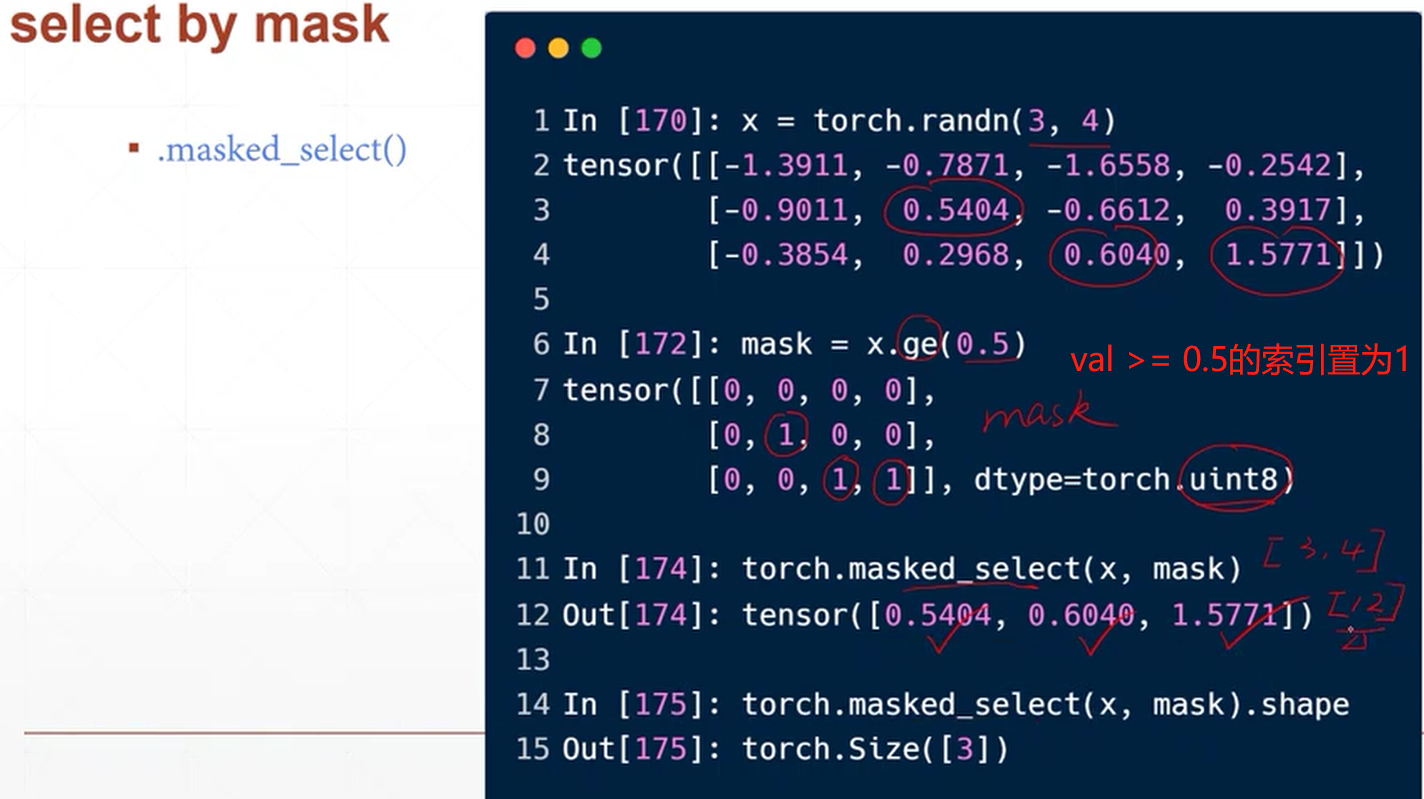 select by mask
▪ .masked_select()
1 In [170]: x = torch.randn(3, 4)
2 tensor([[-1.3911, -0.7871, -1.6558, -0.2542],
3 [-0.9011, 0.5404, -0.6612, 0.3917],
4 [-0.3854, 0.2968, 0.6040, 1.5771]])
5
6 In [172]: mask = x.ge(0.5)
val >= 0.5的索引置为1
7 tensor([[0, 0, 0, 0],
mask
8 [0, 1, 0, 0],
9 [0, 0, 1, 1]], dtype=torch.uint8)
10
11 In [174]: torch.masked_select(x, mask)
[3,4]
12 Out[174]: tensor([0.5404, 0.6040, 1.5771])
[12]
13
14 In [175]: torch.masked_select(x, mask).shape
15 Out[175]: torch.Size([3])